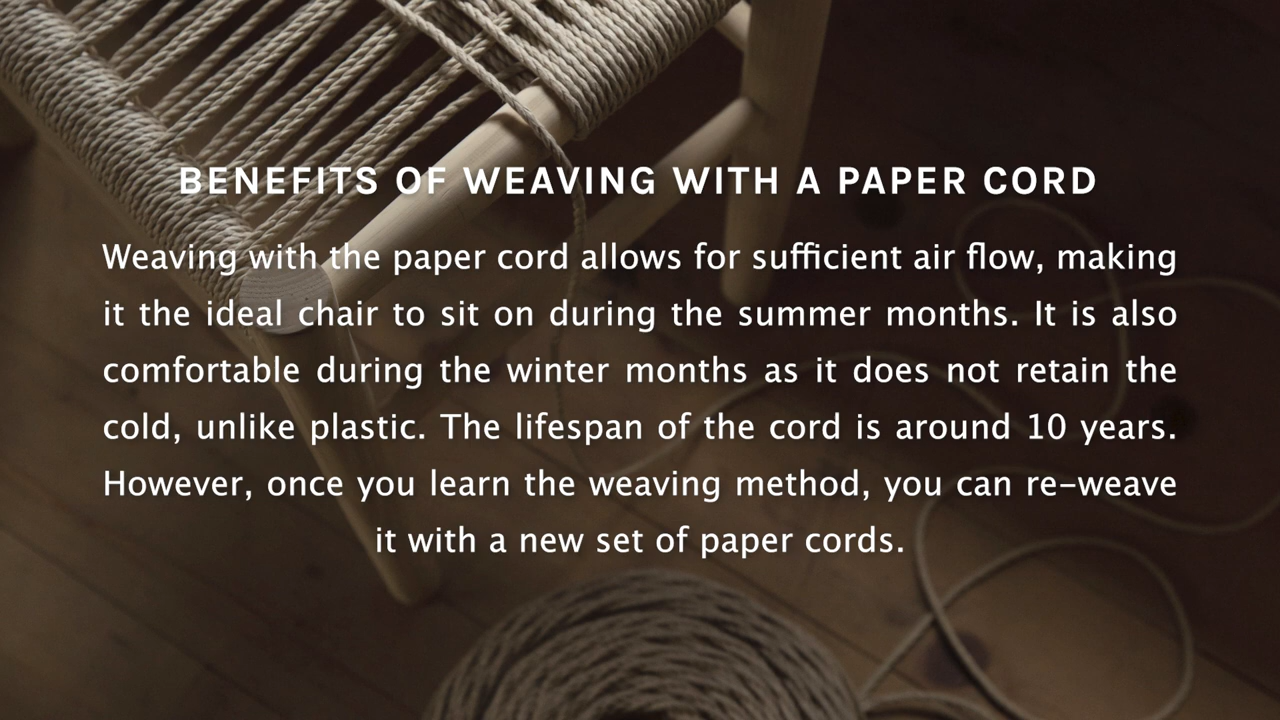 BENEFITS OF WEAVING WITH A PAPER CORD
Weaving with the paper cord allows for sufficient air flow, making
it the ideal chair to sit on during the summer months. It is also
comfortable during the winter months as it does not retain the
cold, unlike plastic. The lifespan of the cord is around 10 years.
However, once you learn the weaving method, you can re-weave
it with a new set of paper cords.